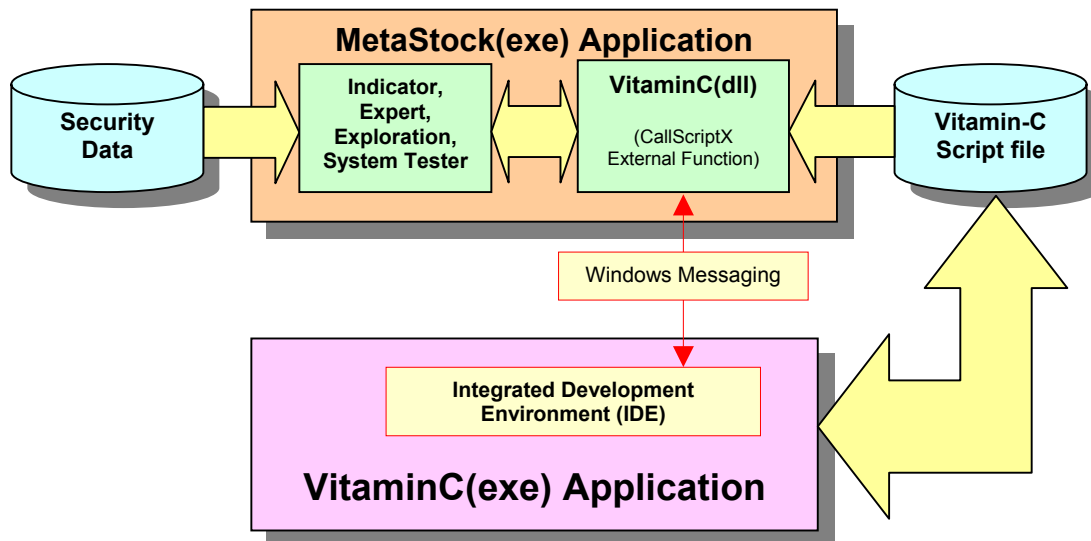 MetaStock(exe) Application
Security
Data
Indicator,
Expert,
Exploration,
System Tester
VitaminC(dll)
(CallScriptX
External Function)
Vitamin-C
Script file
Windows Messaging
Integrated Development
Environment (IDE)
VitaminC(exe) Application